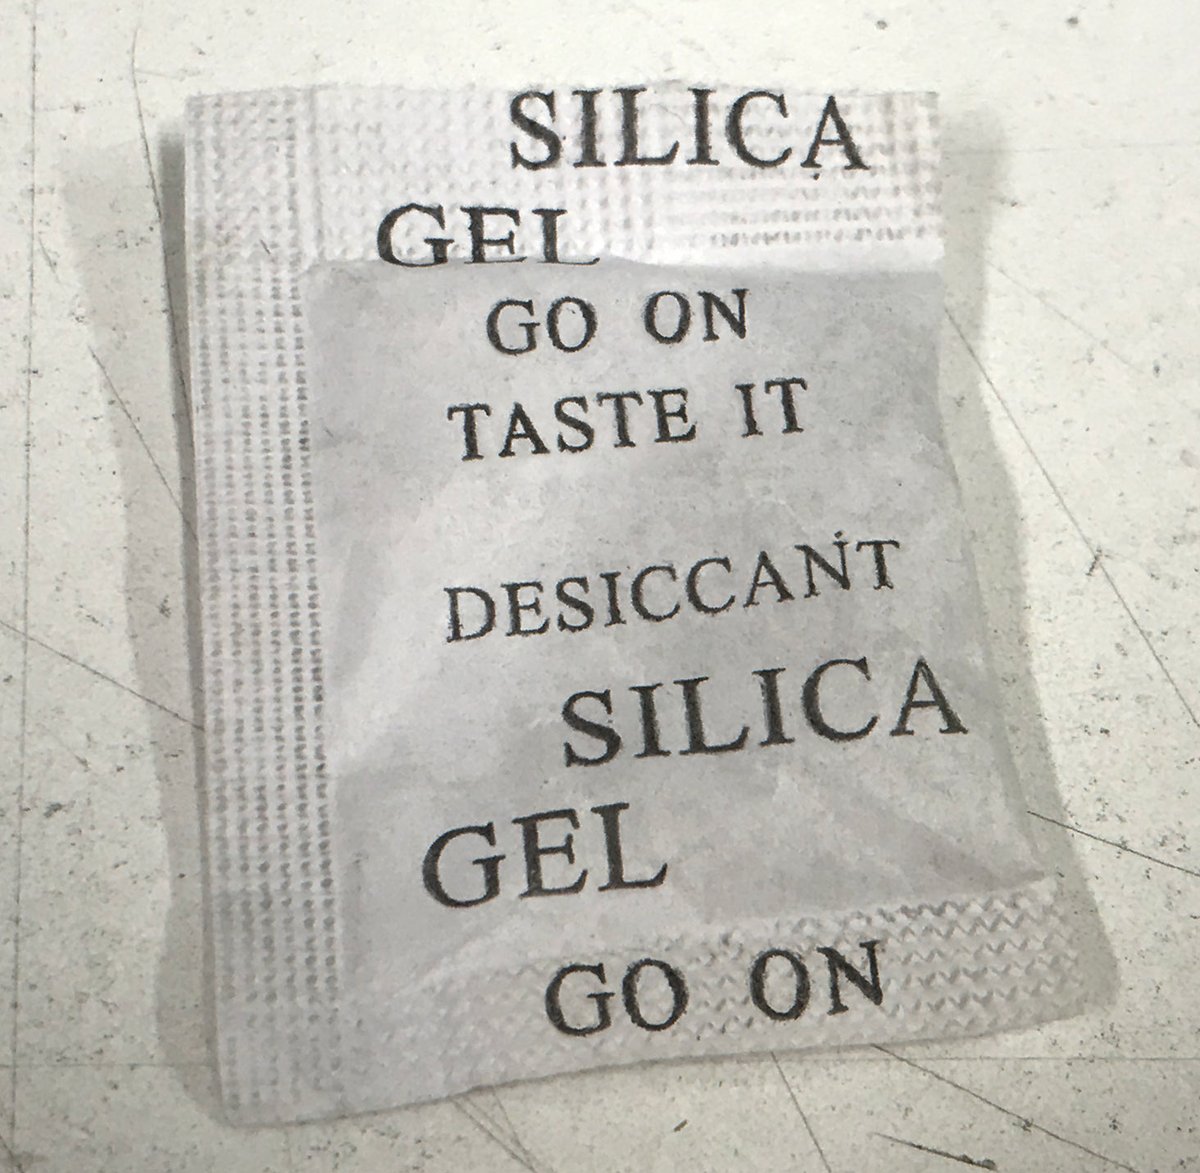 SILICA
GEL
GO ON
TASTE IT
DESICCANT
SILICA
GEL
GO ON